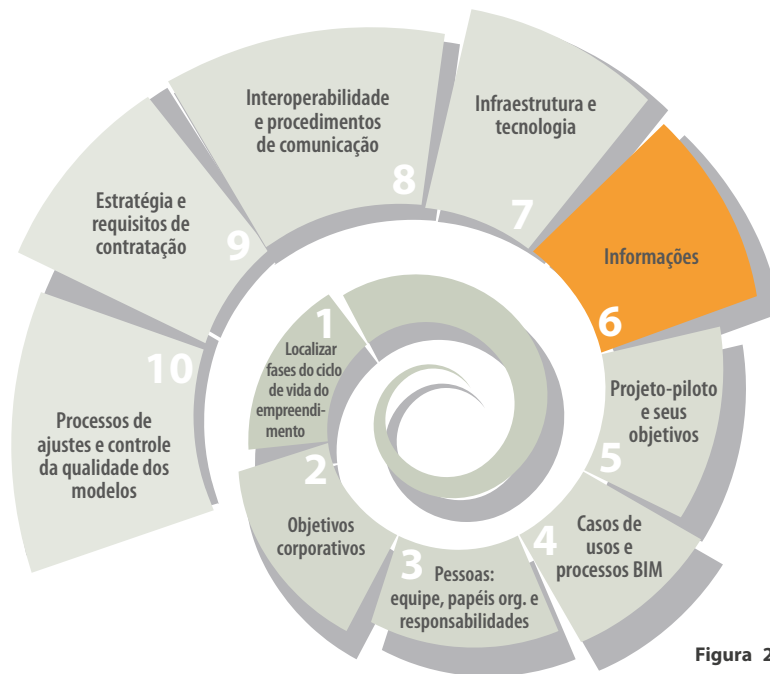 1
Localizar
fases do ciclo
de vida do
empreendi-
mento
2
Objetivos
corporativos
3
Pessoas:
equipe, papéis org. e
responsabilidades
4
Casos de
usos e
processos BIM
5
Projeto-piloto
e seus
objetivos
6
Informações
7
Infraestrutura e
tecnologia
8
Interoperabilidade
e procedimentos
de comunicação
9
Estratégia e
requisitos de
contratação
10
Processos de
ajustes e controle
da qualidade dos
modelos
Figura 2